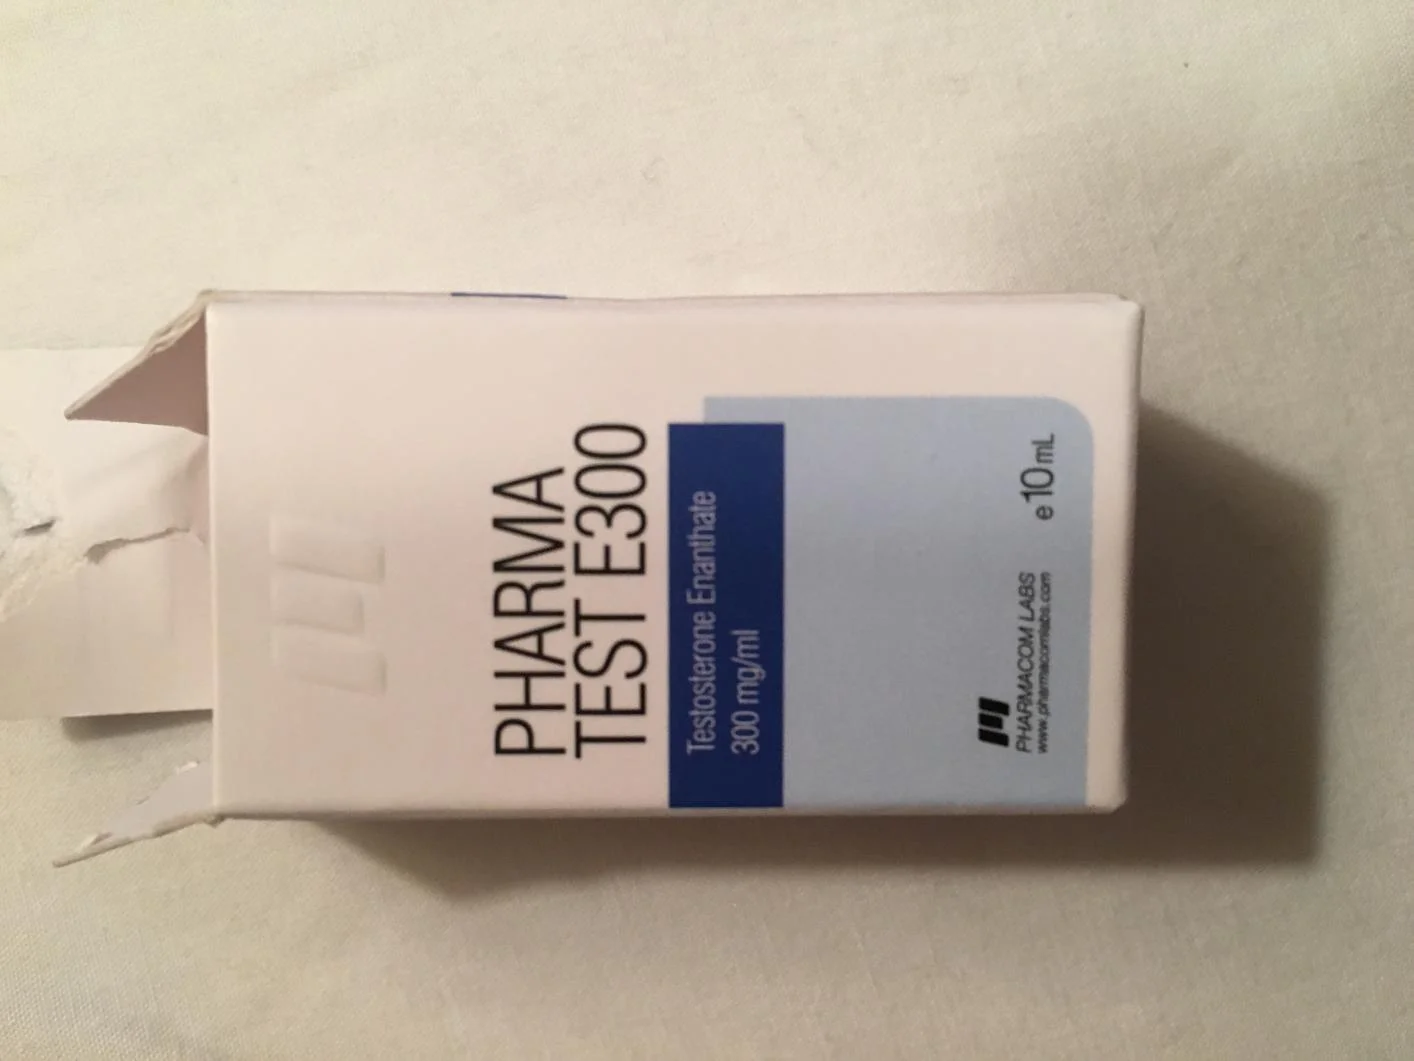 PHARMA
TEST E300
Testosterone Enanthate
300 mg/ml
PHARMACOM LABS
www.pharmacomlabs.com
e 10 mL